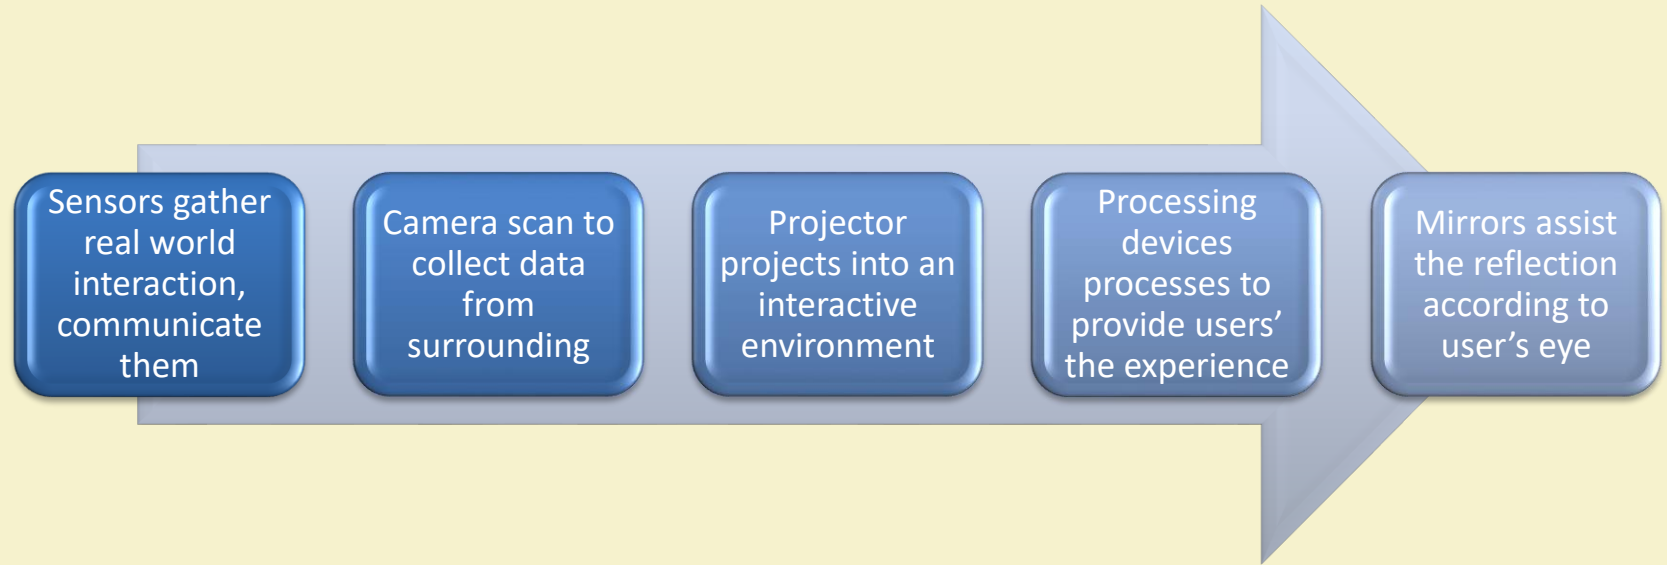 Sensors gather
real world
interaction,
communicate
them
Camera scan to
collect data
from
surrounding
Projector
projects into an
interactive
environment
Processing
devices
processes to
provide users’
the experience
Mirrors assist
the reflection
according to
user’s eye